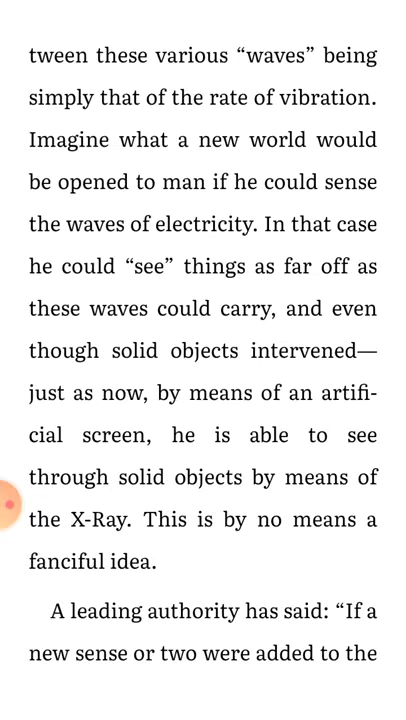 tween these various “waves” being
simply that of the rate of vibration.
Imagine what a new world would
be opened to man if he could sense
the waves of electricity. In that case
he could “see” things as far off as
these waves could carry, and even
though solid objects intervened—
just as now, by means of an artifi-
cial screen, he is able to see
through solid objects by means of
the X-Ray. This is by no means a
fanciful idea.
A leading authority has said: “If a
new sense or two were added to the